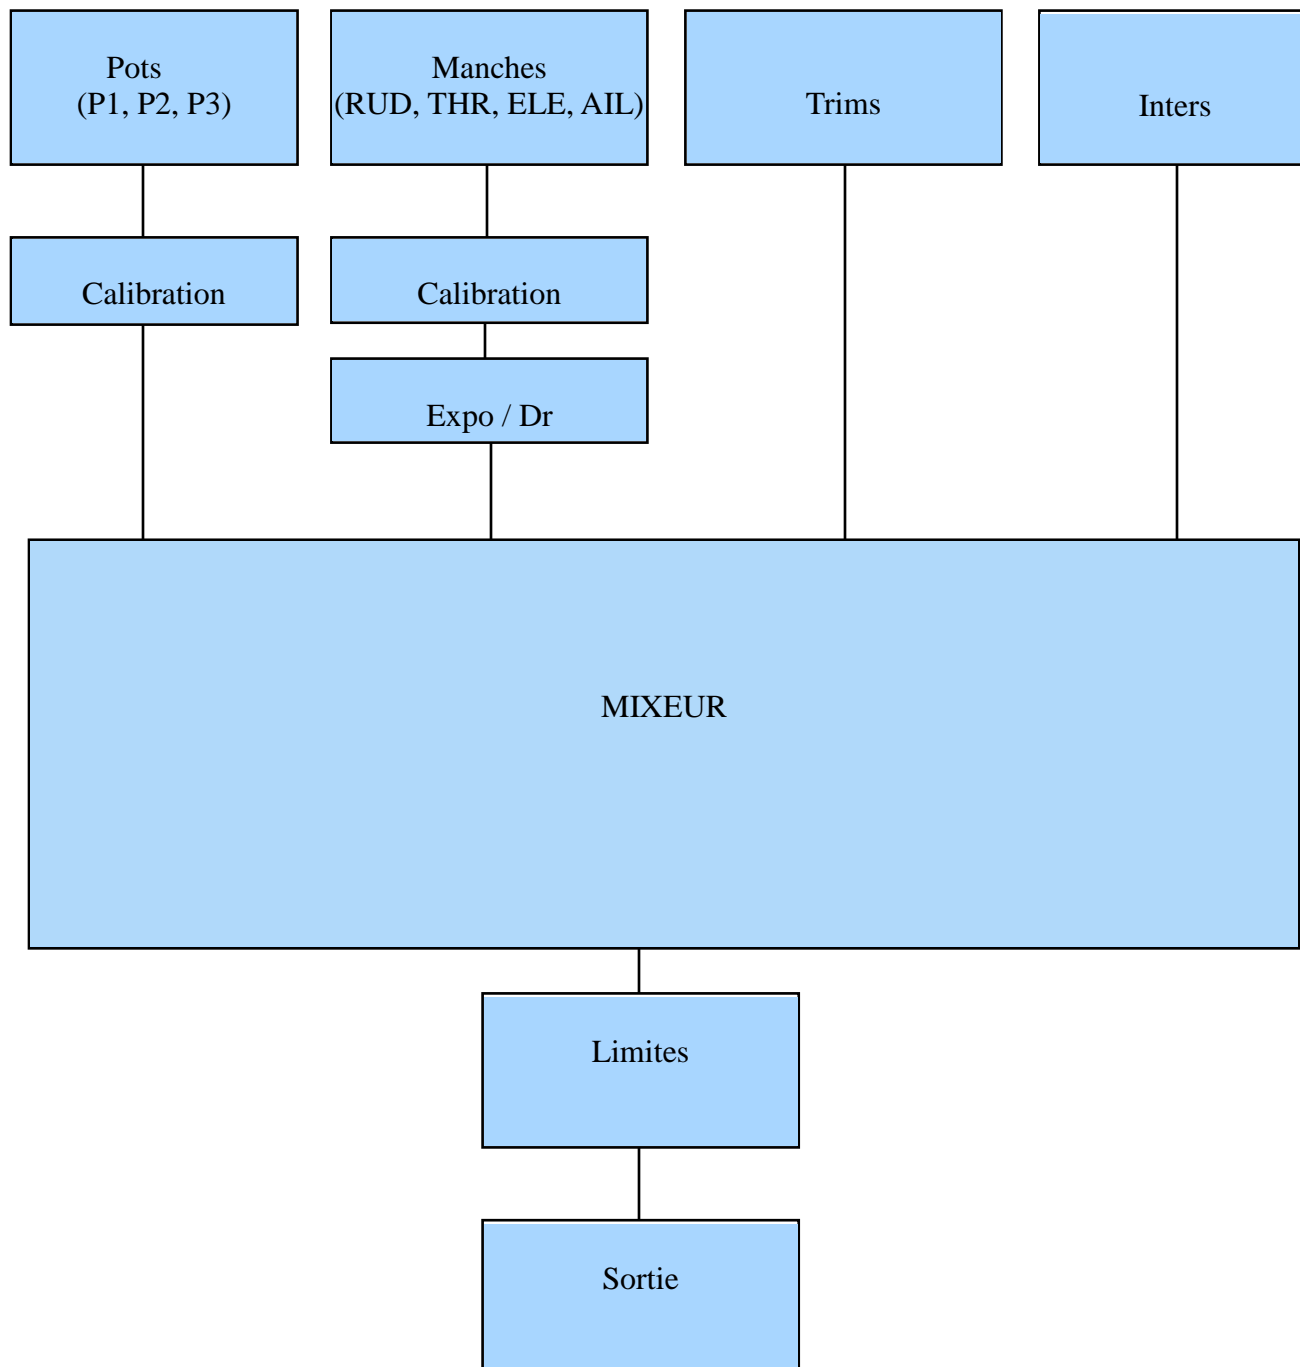 Pots
(P1, P2, P3)
Manches
(RUD, THR, ELE, AIL)
Trims
Inters
Calibration
Calibration
Expo / Dr
MIXEUR
Limites
Sortie